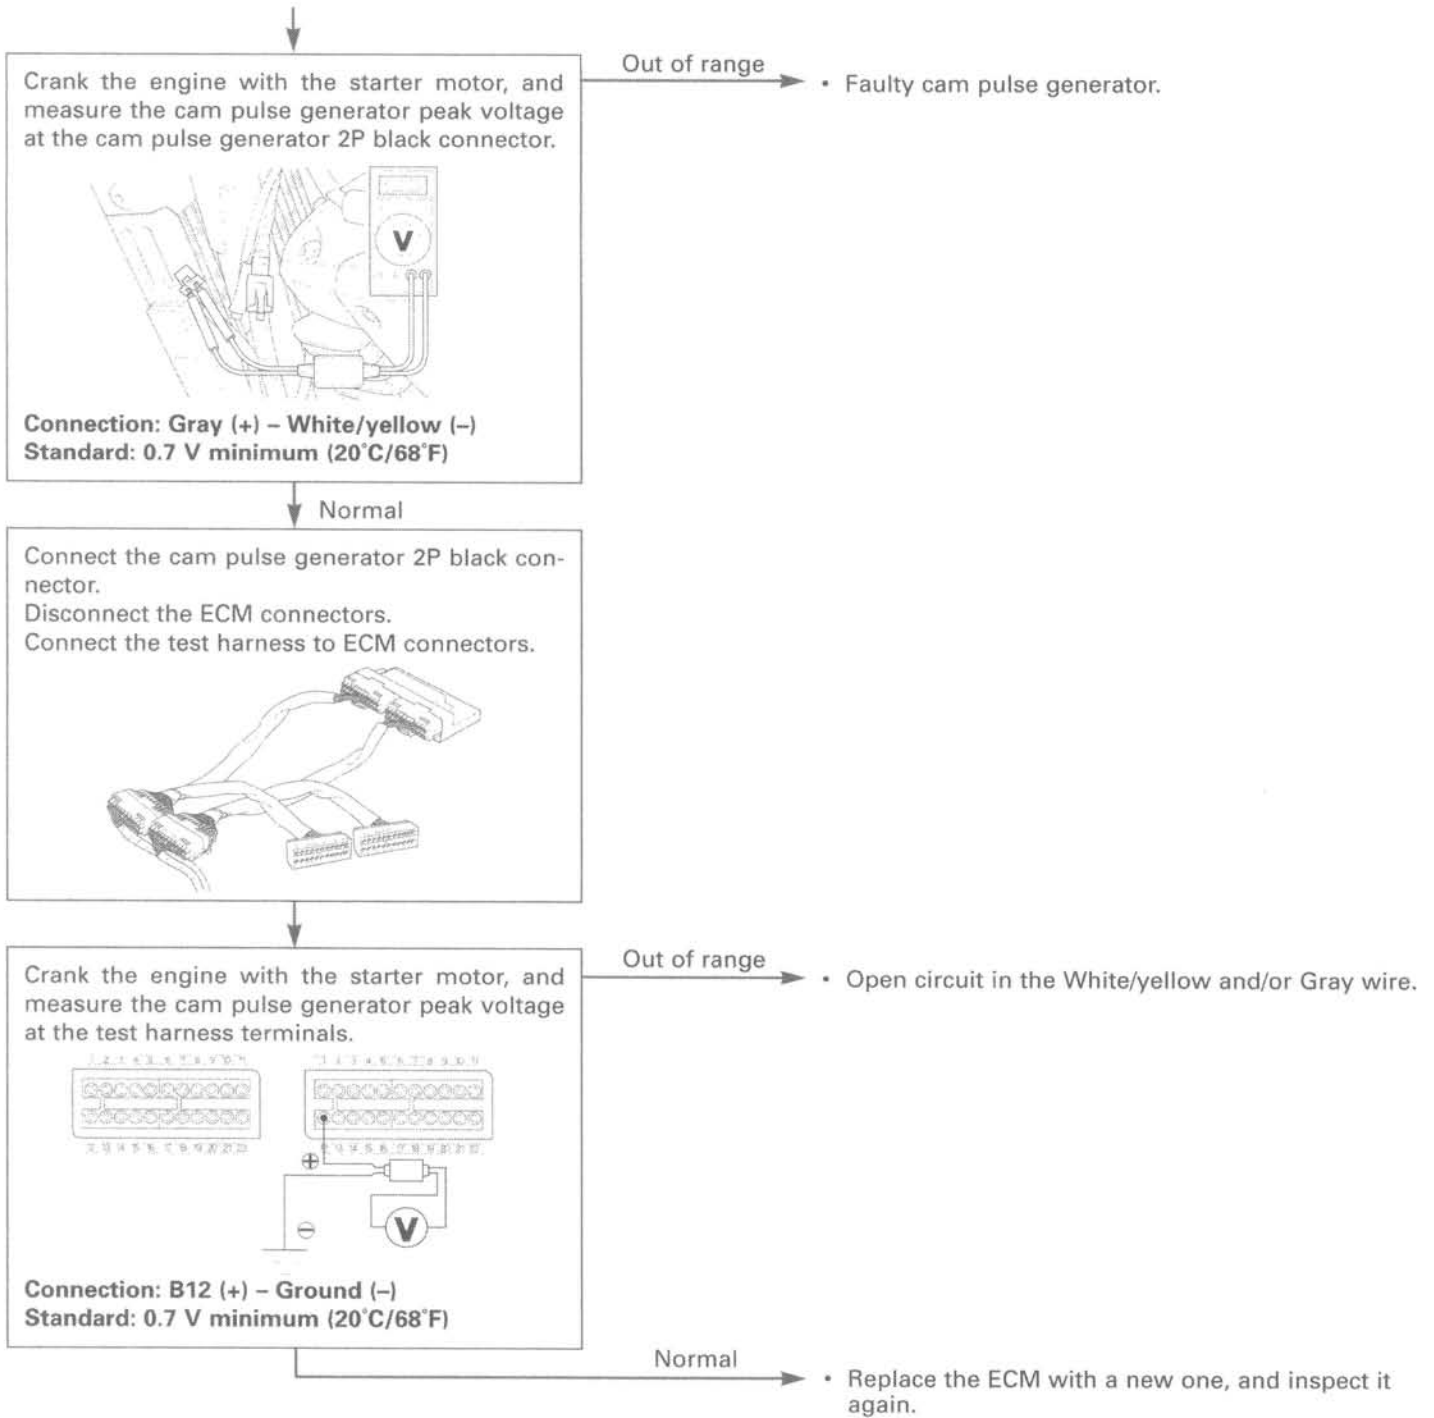 Out of range
Crank the engine with the starter motor, and
measure the cam pulse generator peak voltage
at the cam pulse generator 2P black connector.
• Faulty cam pulse generator.
V
Connection: Gray (+) – White/yellow (–)
Standard: 0.7 V minimum (20°C/68°F)
Normal
Connect the cam pulse generator 2P black con-
nector.
Disconnect the ECM connectors.
Connect the test harness to ECM connectors.
Out of range
Crank the engine with the starter motor, and
measure the cam pulse generator peak voltage
at the test harness terminals.
• Open circuit in the White/yellow and/or Gray wire.
V
Connection: B12 (+) – Ground (–)
Standard: 0.7 V minimum (20°C/68°F)
Normal
• Replace the ECM with a new one, and inspect it
again.